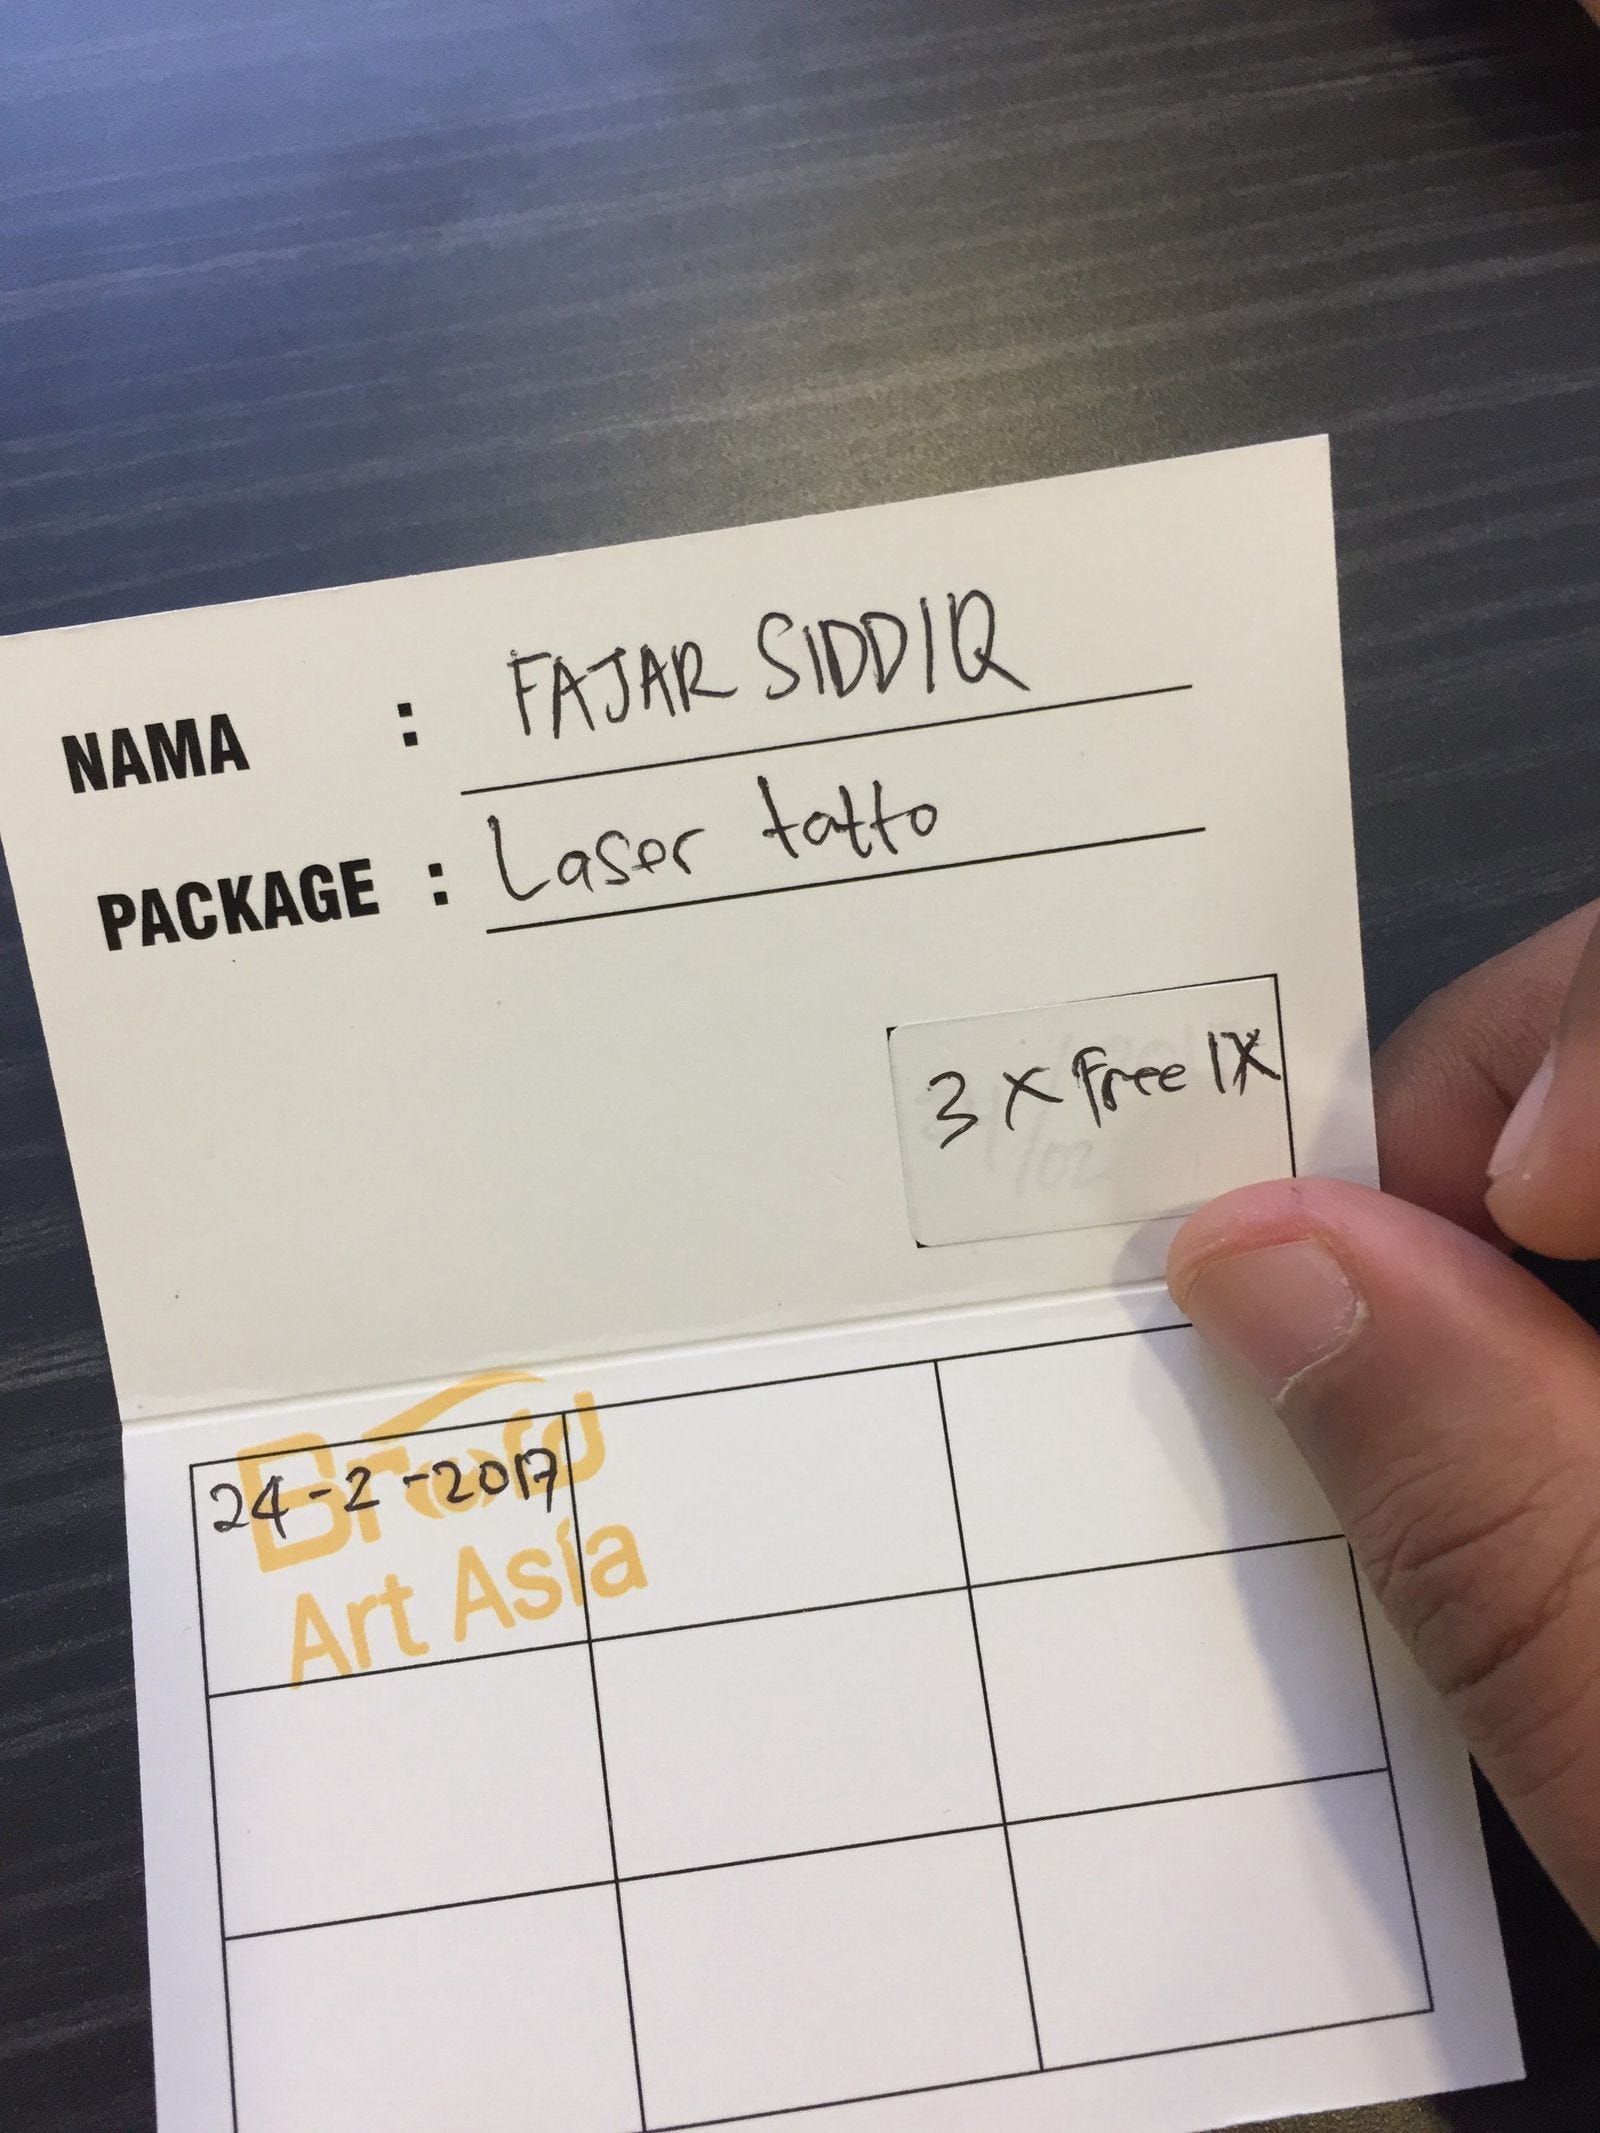 NAMA : FAJAR SIDDIQ
PACKAGE : Laser tatto
3 x Free 1X
24-2-2017
Art Asia